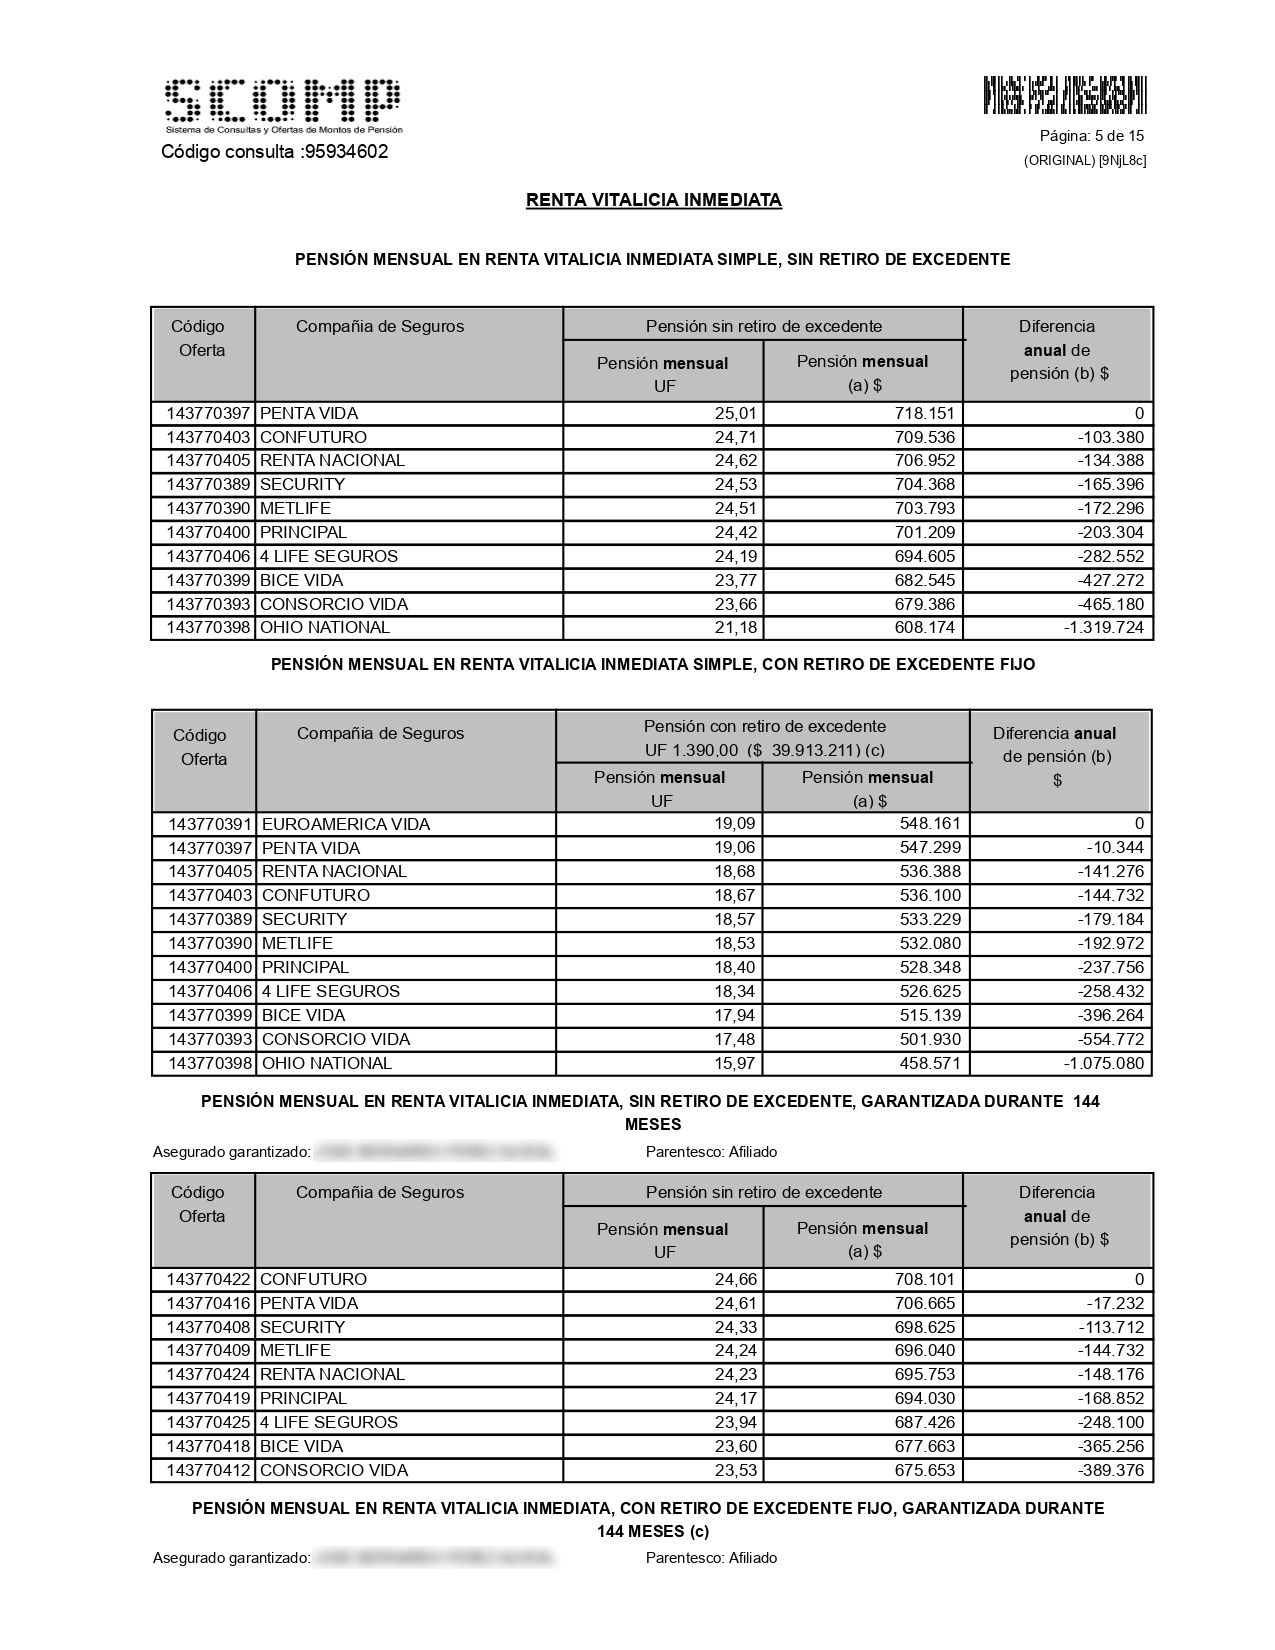 SCOMP
Sistema de Consultas y Ofertas de Montos de Pensión
Código consulta :95934602
Página: 5 de 15
(ORIGINAL) [9NjL8c]
RENTA VITALICIA INMEDIATA
PENSIÓN MENSUAL EN RENTA VITALICIA INMEDIATA SIMPLE, SIN RETIRO DE EXCEDENTE
Código Oferta Compañia de Seguros Pensión sin retiro de excedente Diferencia anual de pensión (b) $
Pensión mensual UF Pensión mensual (a) $
143770397 PENTA VIDA 25,01 718.151 0
143770403 CONFUTURO 24,71 709.536 -103.380
143770405 RENTA NACIONAL 24,62 706.952 -134.388
143770389 SECURITY 24,53 704.368 -165.396
143770390 METLIFE 24,51 703.793 -172.296
143770400 PRINCIPAL 24,42 701.209 -203.304
143770406 4 LIFE SEGUROS 24,19 694.605 -282.552
143770399 BICE VIDA 23,77 682.545 -427.272
143770393 CONSORCIO VIDA 23,66 679.386 -465.180
143770398 OHIO NATIONAL 21,18 608.174 -1.319.724
PENSIÓN MENSUAL EN RENTA VITALICIA INMEDIATA SIMPLE, CON RETIRO DE EXCEDENTE FIJO
Código Oferta Compañia de Seguros Pensión con retiro de excedente UF 1.390,00 ($ 39.913.211) (c) Diferencia anual de pensión (b) $
Pensión mensual UF Pensión mensual (a) $
143770391 EUROAMERICA VIDA 19,09 548.161 0
143770397 PENTA VIDA 19,06 547.299 -10.344
143770405 RENTA NACIONAL 18,68 536.388 -141.276
143770403 CONFUTURO 18,67 536.100 -144.732
143770389 SECURITY 18,57 533.229 -179.184
143770390 METLIFE 18,53 532.080 -192.972
143770400 PRINCIPAL 18,40 528.348 -237.756
143770406 4 LIFE SEGUROS 18,34 526.625 -258.432
143770399 BICE VIDA 17,94 515.139 -396.264
143770393 CONSORCIO VIDA 17,48 501.930 -554.772
143770398 OHIO NATIONAL 15,97 458.571 -1.075.080
PENSIÓN MENSUAL EN RENTA VITALICIA INMEDIATA, SIN RETIRO DE EXCEDENTE, GARANTIZADA DURANTE 144
MESES
Asegurado garantizado: Parentesco: Afiliado
Código Oferta Compañia de Seguros Pensión sin retiro de excedente Diferencia anual de pensión (b) $
Pensión mensual UF Pensión mensual (a) $
143770422 CONFUTURO 24,66 708.101 0
143770416 PENTA VIDA 24,61 706.665 -17.232
143770408 SECURITY 24,33 698.625 -113.712
143770409 METLIFE 24,24 696.040 -144.732
143770424 RENTA NACIONAL 24,23 695.753 -148.176
143770419 PRINCIPAL 24,17 694.030 -168.852
143770425 4 LIFE SEGUROS 23,94 687.426 -248.100
143770418 BICE VIDA 23,60 677.663 -365.256
143770412 CONSORCIO VIDA 23,53 675.653 -389.376
PENSIÓN MENSUAL EN RENTA VITALICIA INMEDIATA, CON RETIRO DE EXCEDENTE FIJO, GARANTIZADA DURANTE
144 MESES (c)
Asegurado garantizado: Parentesco: Afiliado